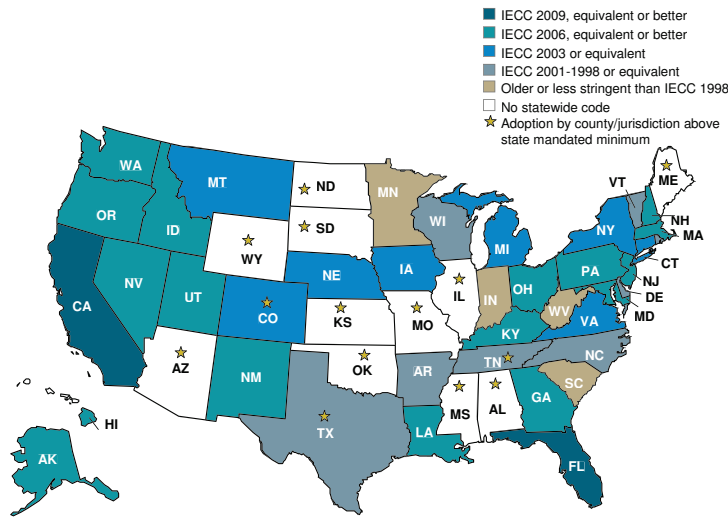 IECC 2009, equivalent or better
IECC 2006, equivalent or better
IECC 2003 or equivalent
IECC 2001-1998 or equivalent
Older or less stringent than IECC 1998
No statewide code
Adoption by county/jurisdiction above
state mandated minimum
WA
MT
ND
MN
VT
ME
OR
ID
SD
WI
NH
MA
NY
WY
MI
CT
NV
NE
IA
PA
NJ
CA
UT
IL
IN
OH
DE
CO
KS
MO
WV
MD
VA
KY
AZ
OK
TN
NC
NM
AR
SC
MS
AL
GA
TX
LA
HI
AK
FL